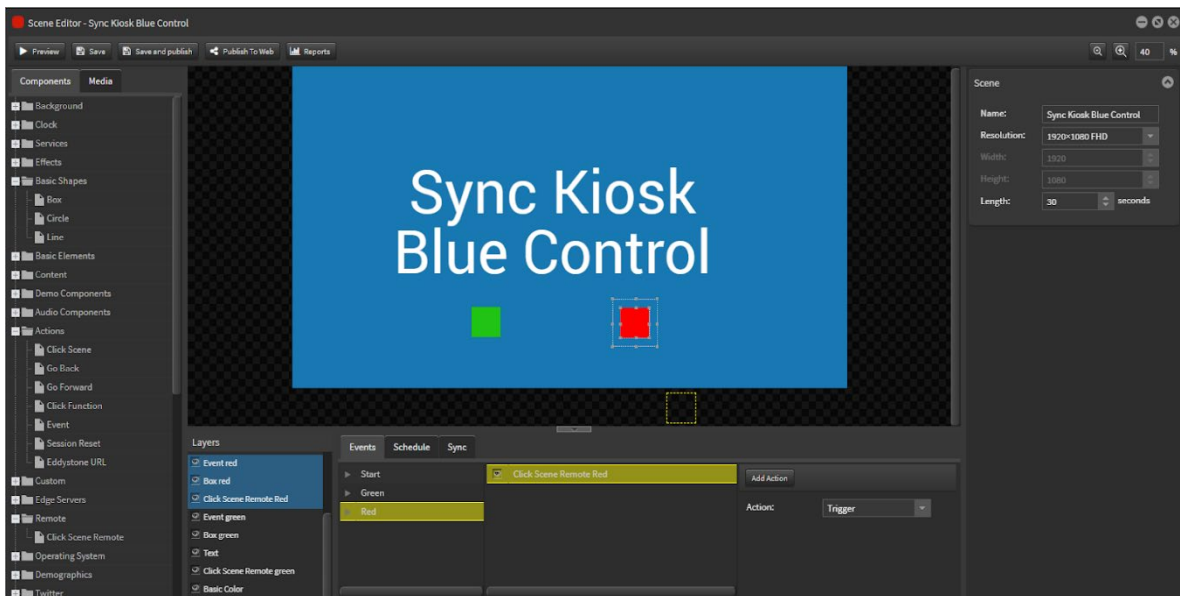 Scene Editor - Sync Kiosk Blue Control
Preview Save Save and publish Publish To Web Reports
40 %
Components Media
Background
Clock
Services
Effects
Basic Shapes
Box
Circle
Line
Basic Elements
Content
Demo Components
Audio Components
Actions
Click Scene
Go Back
Go Forward
Click Function
Event
Session Reset
Eddystone URL
Custom
Edge Servers
Remote
Click Scene Remote
Operating System
Demographics
Twitter
Sync Kiosk
Blue Control
Layers
Event red
Box red
Click Scene Remote Red
Event green
Box green
Text
Click Scene Remote green
Basic Color
Events Schedule Sync
Start
Green
Red
Click Scene Remote Red
Add Action
Action: Trigger
Scene
Name: Sync Kiosk Blue Control
Resolution: 1920×1080 FHD
Width: 1920
Height: 1080
Length: 30 seconds